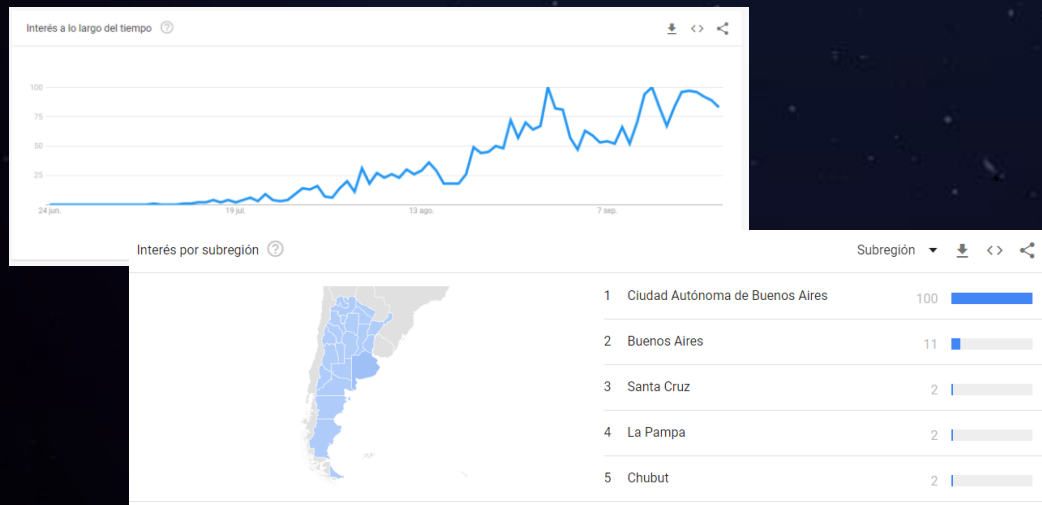 Interés a lo largo del tiempo
100
75
50
25
24 jun.
19 jul.
13 ago.
7 sep.
Interés por subregión
Subregión
1 Ciudad Autónoma de Buenos Aires 100
2 Buenos Aires 11
3 Santa Cruz 2
4 La Pampa 2
5 Chubut 2